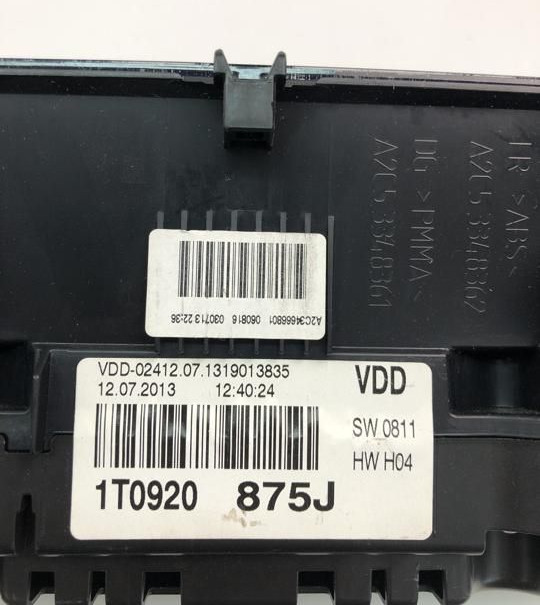 TR >ABS<
A2C53348362
DG >PMMA<
A2C53348361
A2C34666801 060816 030713 22:36
VDD-02412.07.1319013835
12.07.2013 12:40:24
VDD
SW 0811
HW H04
1T0920 875J